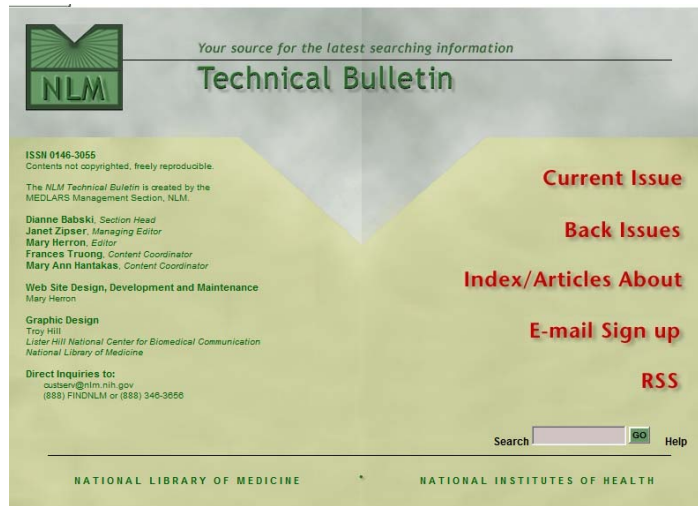 NLM
Your source for the latest searching information
Technical Bulletin
ISSN 0146-3055
Contents not copyrighted, freely reproducible.
The NLM Technical Bulletin is created by the
MEDLARS Management Section, NLM.
Dianne Babski, Section Head
Janet Zipser, Managing Editor
Mary Herron, Editor
Frances Truong, Content Coordinator
Mary Ann Hantakas, Content Coordinator
Web Site Design, Development and Maintenance
Mary Herron
Graphic Design
Troy Hill
Lister Hill National Center for Biomedical Communication
National Library of Medicine
Direct Inquiries to:
custserv@nlm.nih.gov
(888) FINDNLM or (888) 346-3656
Current Issue
Back Issues
Index/Articles About
E-mail Sign up
RSS
Search GO Help
NATIONAL LIBRARY OF MEDICINE • NATIONAL INSTITUTES OF HEALTH